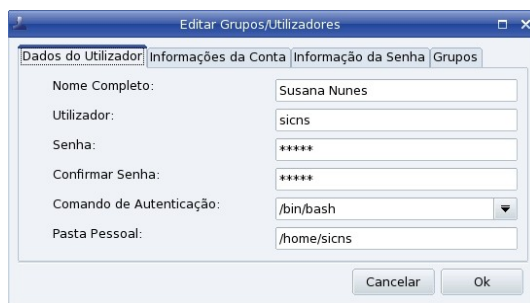 Editar Grupos/Utilizadores
Dados do Utilizador Informações da Conta Informação da Senha Grupos
Nome Completo: Susana Nunes
Utilizador: sicns
Senha: *****
Confirmar Senha: *****
Comando de Autenticação: /bin/bash
Pasta Pessoal: /home/sicns
Cancelar Ok